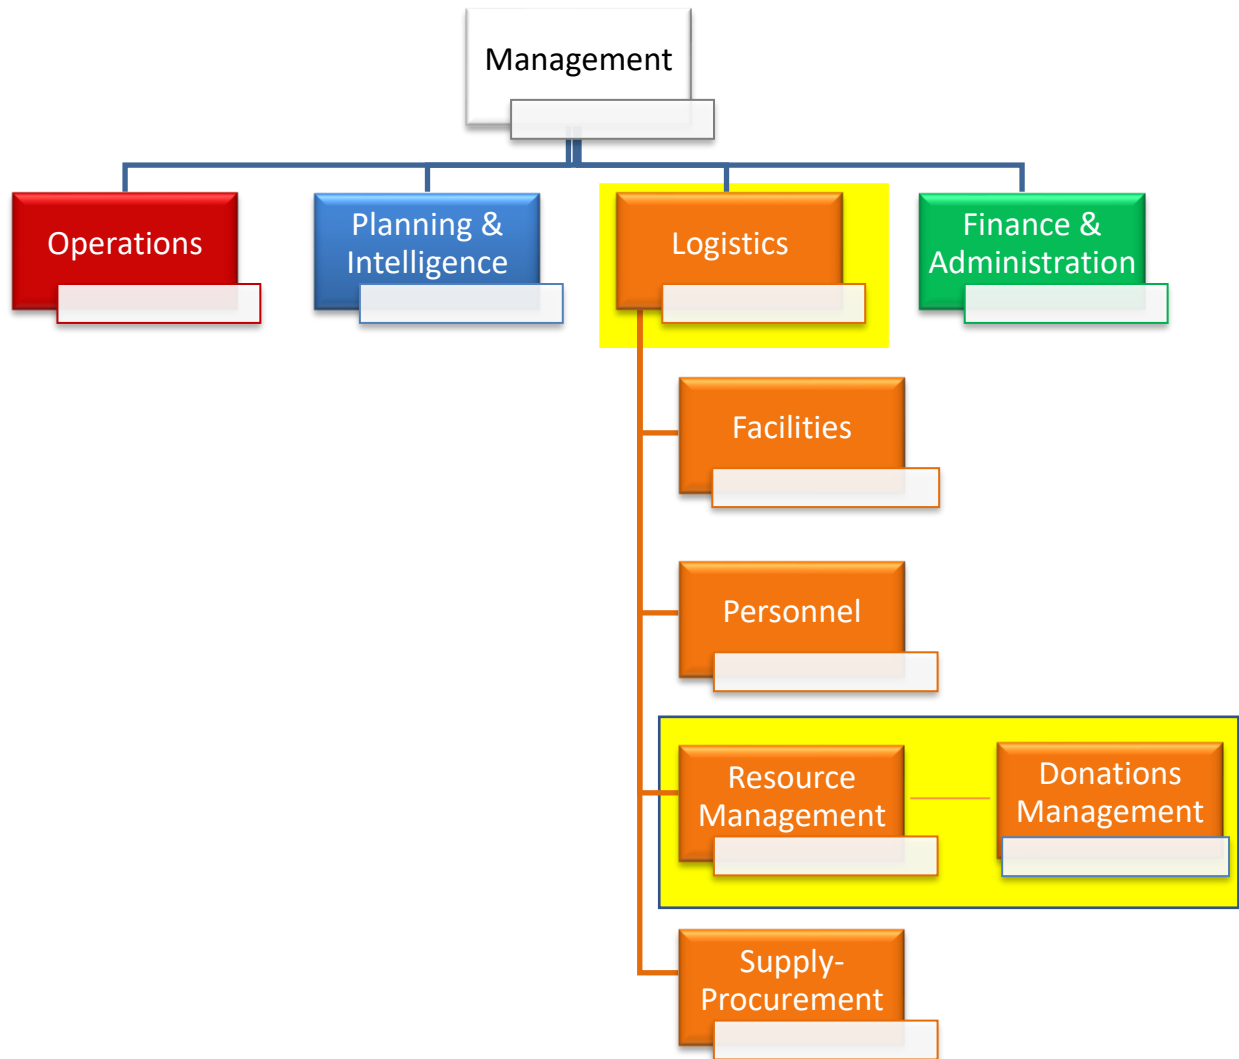 Management
Operations
Planning &
Intelligence
Logistics
Finance &
Administration
Facilities
Personnel
Resource
Management
Donations
Management
Supply-
Procurement